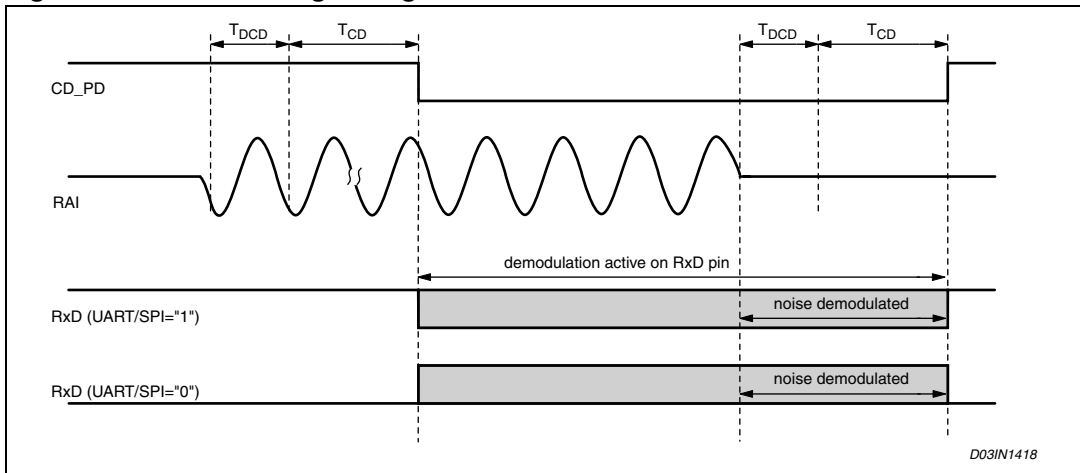 T_DCD T_CD T_DCD T_CD
CD_PD
RAI
demodulation active on RxD pin
noise demodulated
RxD (UART/SPI="1")
noise demodulated
RxD (UART/SPI="0")
D03IN1418